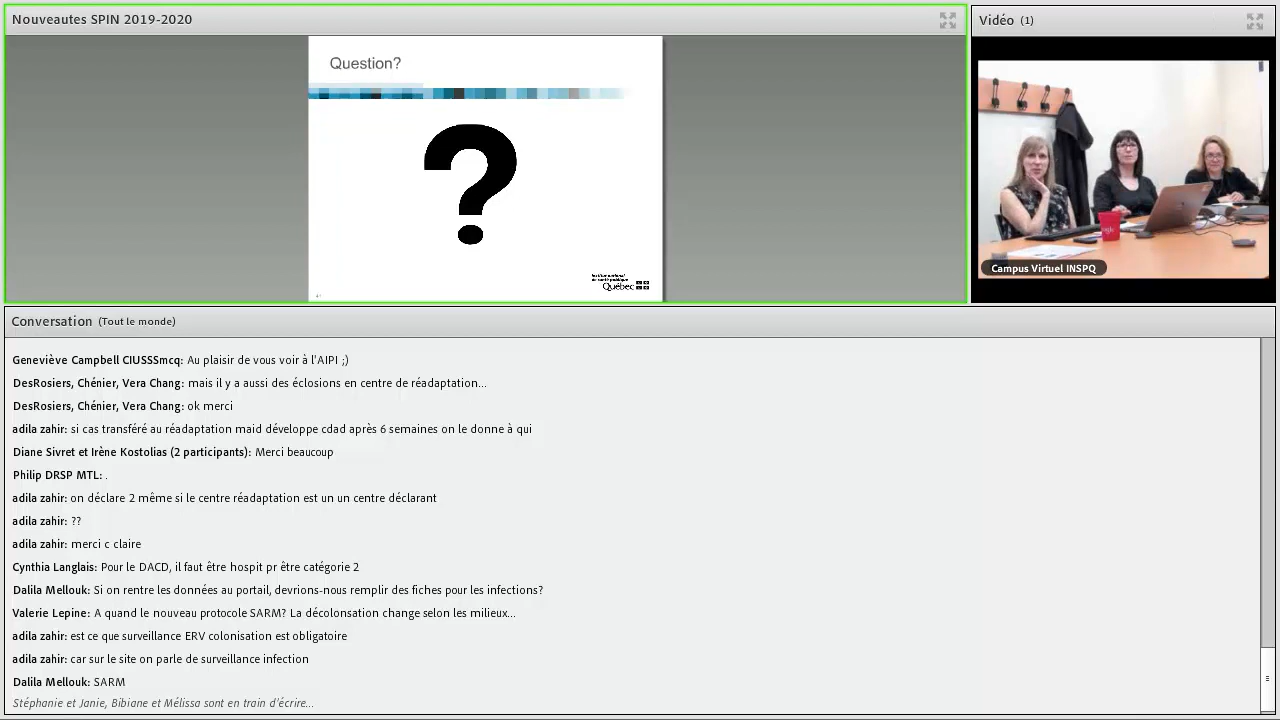 Nouveautes SPIN 2019-2020
Vidéo (1)
Question?
?
Institut national
de santé publique
Québec
Campus Virtuel INSPQ
Conversation (Tout le monde)
Geneviève Campbell CIUSSSmcq: Au plaisir de vous voir à l'AIPI ;)
DesRosiers, Chénier, Vera Chang: mais il y a aussi des éclosions en centre de réadaptation...
DesRosiers, Chénier, Vera Chang: ok merci
adila zahir: si cas transféré au réadaptation maid développe cdad après 6 semaines on le donne à qui
Diane Sivret et Irène Kostolias (2 participants): Merci beaucoup
Philip DRSP MTL: .
adila zahir: on déclare 2 même si le centre réadaptation est un un centre déclarant
adila zahir: ??
adila zahir: merci c claire
Cynthia Langlais: Pour le DACD, il faut être hospit pr être catégorie 2
Dalila Mellouk: Si on rentre les données au portail, devrions-nous remplir des fiches pour les infections?
Valerie Lepine: A quand le nouveau protocole SARM? La décolonsation change selon les milieux...
adila zahir: est ce que surveillance ERV colonisation est obligatoire
adila zahir: car sur le site on parle de surveillance infection
Dalila Mellouk: SARM
Stéphanie et Janie, Bibiane et Mélissa sont en train d'écrire...